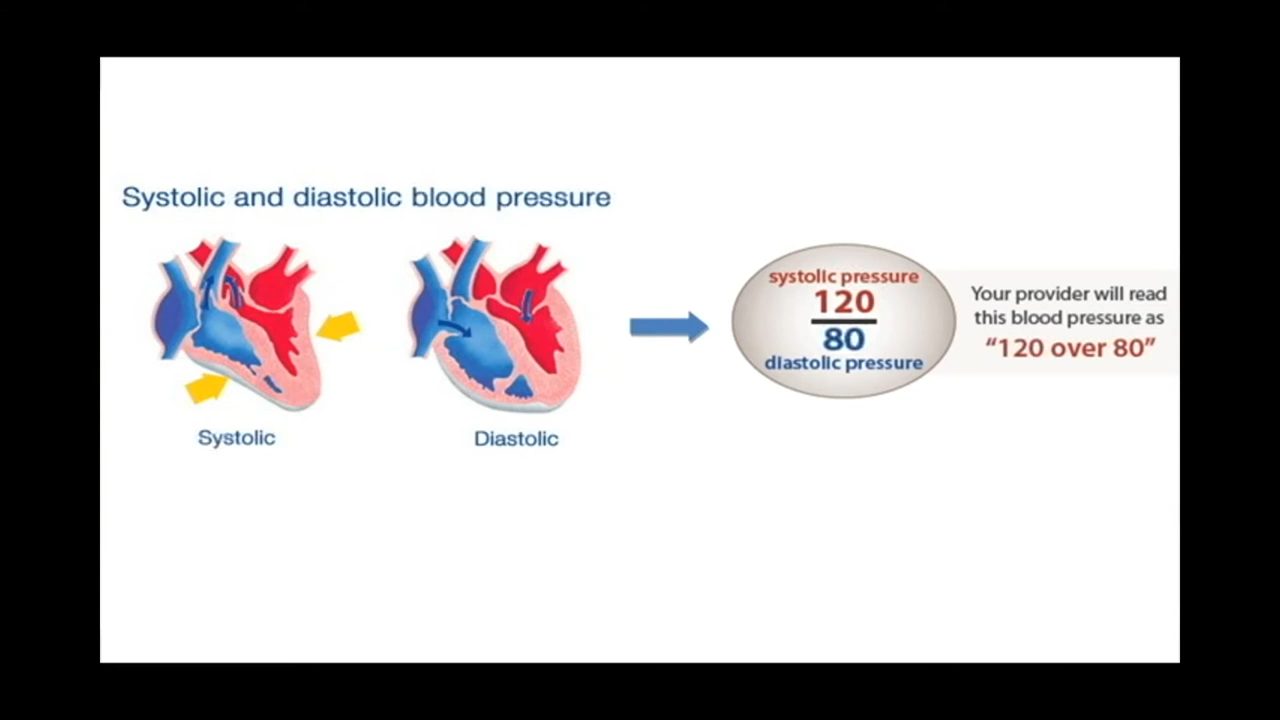 Systolic and diastolic blood pressure
Systolic
Diastolic
systolic pressure
120
80
diastolic pressure
Your provider will read
this blood pressure as
“120 over 80”